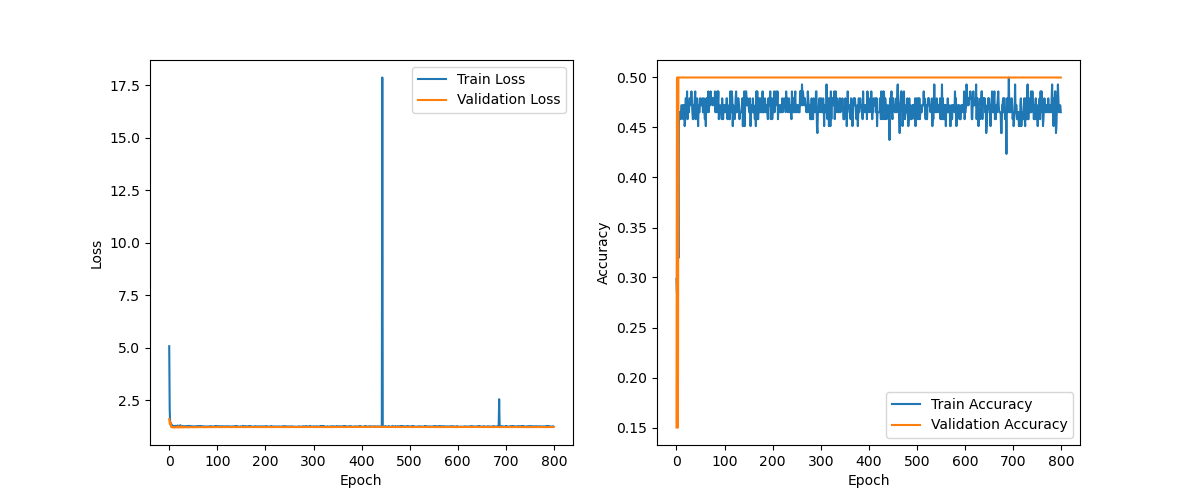 17.5
15.0
12.5
10.0
7.5
5.0
2.5
Loss
0 100 200 300 400 500 600 700 800
Epoch
Train Loss
Validation Loss
0.50
0.45
0.40
0.35
0.30
0.25
0.20
0.15
Accuracy
0 100 200 300 400 500 600 700 800
Epoch
Train Accuracy
Validation Accuracy